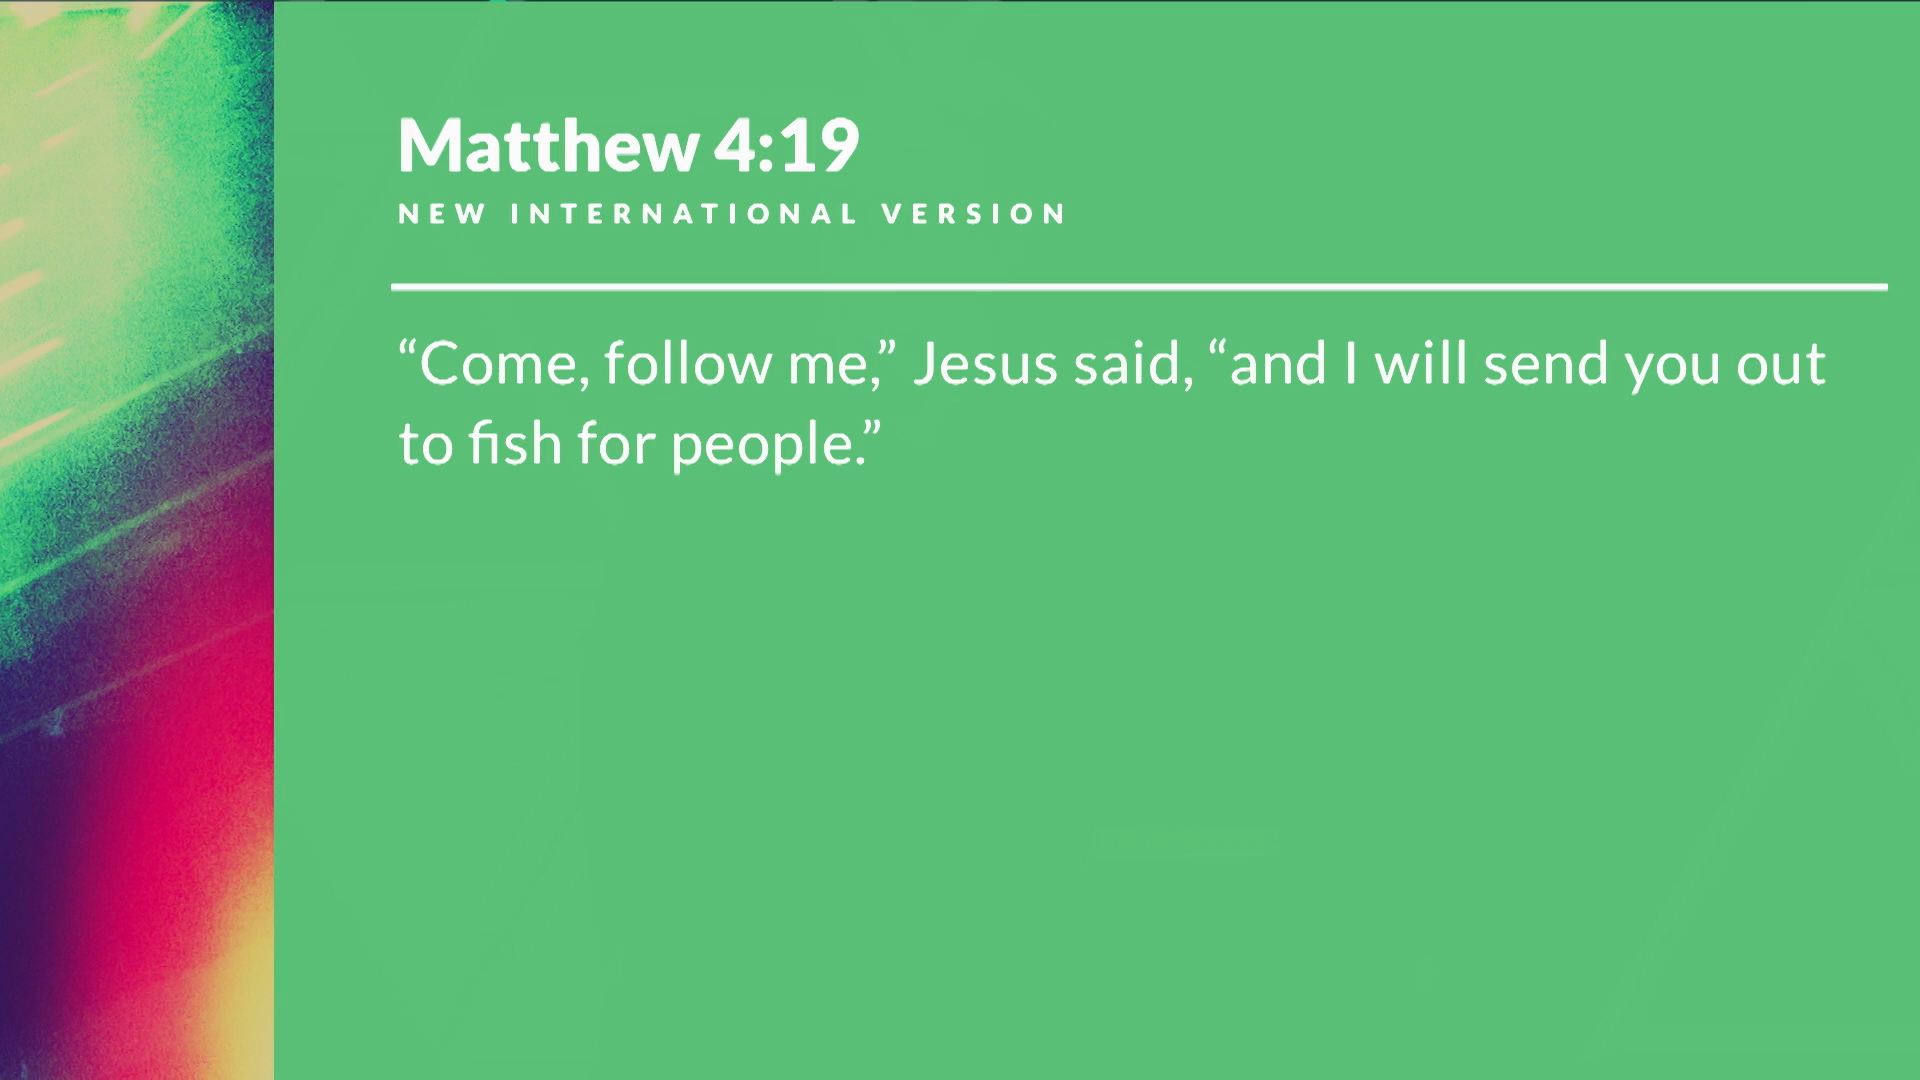 Matthew 4:19
NEW INTERNATIONAL VERSION
“Come, follow me,” Jesus said, “and I will send you out
to fish for people.”